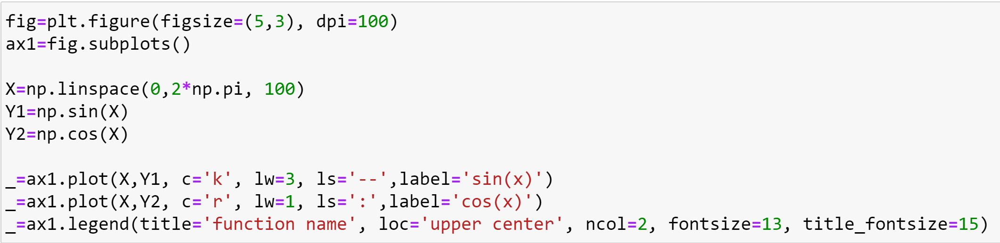 fig=plt.figure(figsize=(5,3), dpi=100)
ax1=fig.subplots()
X=np.linspace(0,2*np.pi, 100)
Y1=np.sin(X)
Y2=np.cos(X)
_=ax1.plot(X,Y1, c='k', lw=3, ls='--',label='sin(x)')
_=ax1.plot(X,Y2, c='r', lw=1, ls=':',label='cos(x)')
_=ax1.legend(title='function name', loc='upper center', ncol=2, fontsize=13, title_fontsize=15)